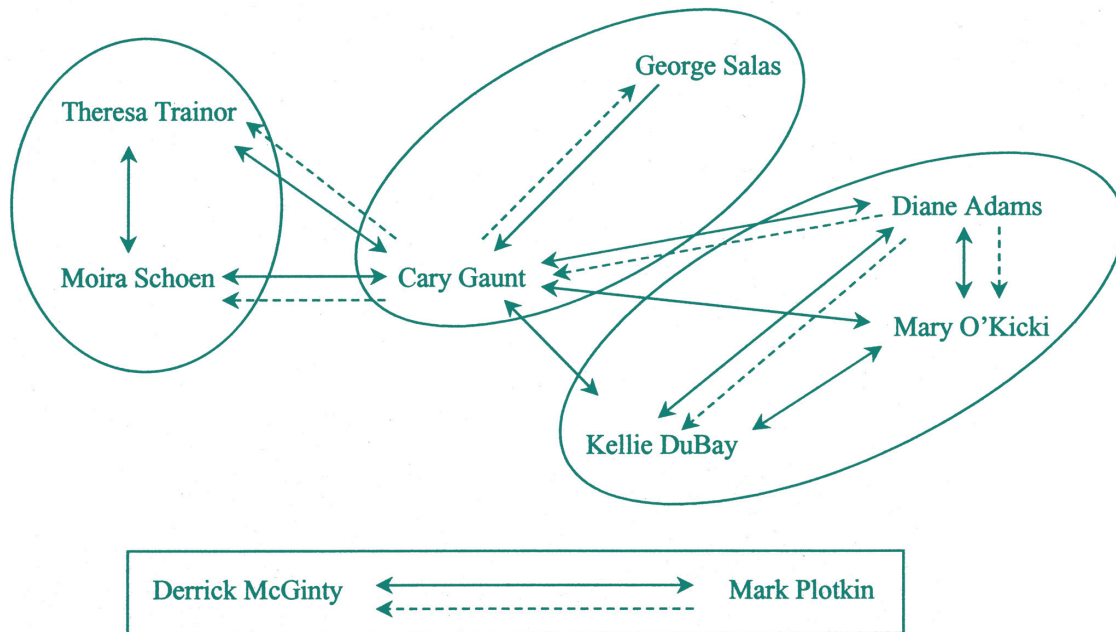 George Salas
Theresa Trainor
Diane Adams
Moira Schoen
Cary Gaunt
Mary O'Kicki
Kellie DuBay
Derrick McGinty
Mark Plotkin